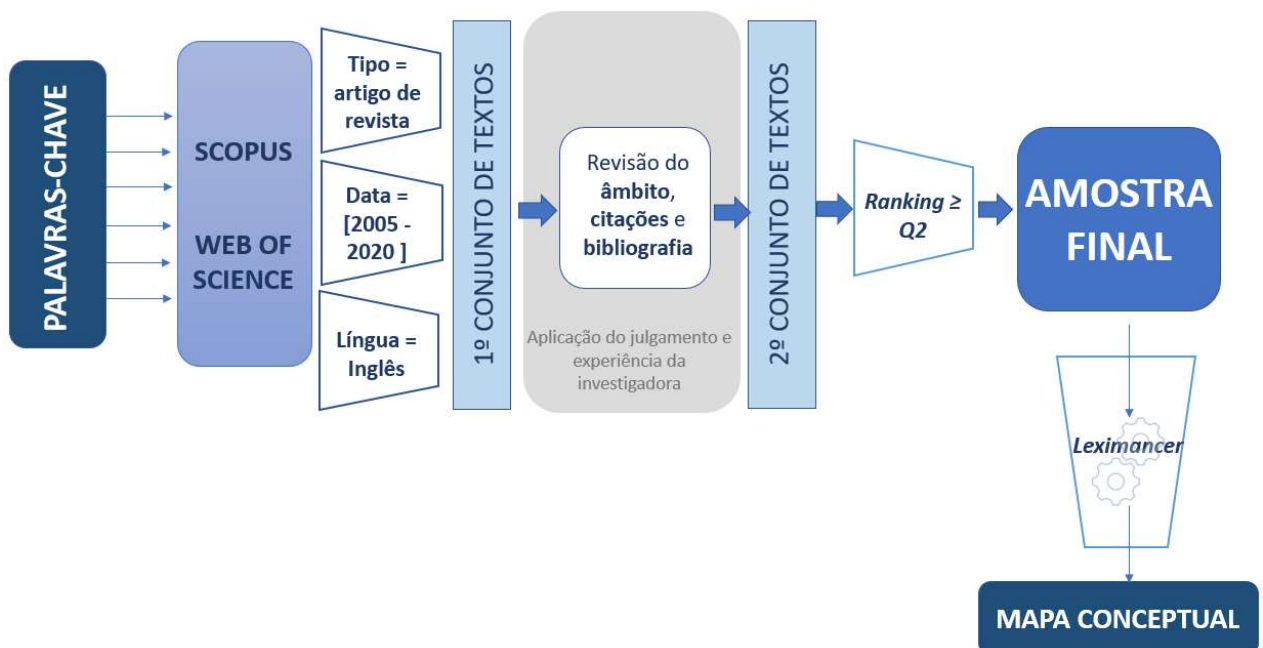 PALAVRAS-CHAVE
SCOPUS
WEB OF
SCIENCE
Tipo =
artigo de
revista
Data =
[2005 -
2020 ]
Língua =
Inglês
1º CONJUNTO DE TEXTOS
Revisão do
âmbito,
citações e
bibliografia
Aplicação do julgamento e
experiência da
investigadora
2º CONJUNTO DE TEXTOS
Ranking ≥
Q2
AMOSTRA
FINAL
Leximancer
MAPA CONCEPTUAL